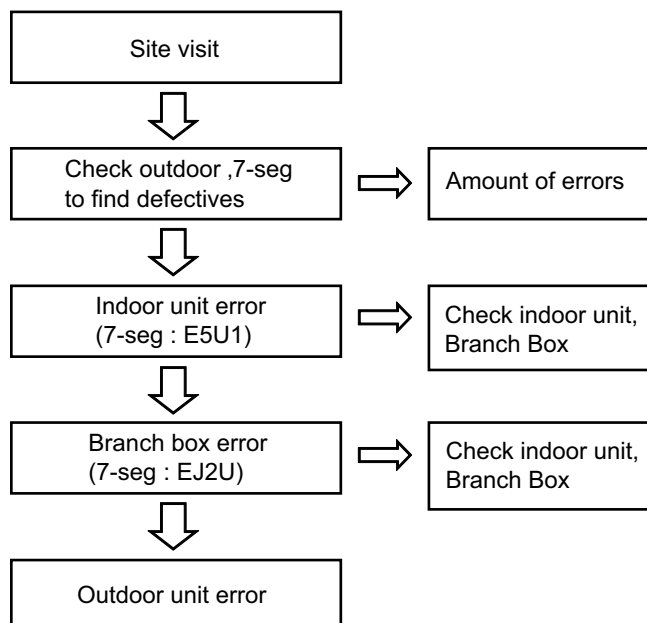 Site visit
Check outdoor ,7-seg
to find defectives
Amount of errors
Indoor unit error
(7-seg : E5U1)
Check indoor unit,
Branch Box
Branch box error
(7-seg : EJ2U)
Check indoor unit,
Branch Box
Outdoor unit error